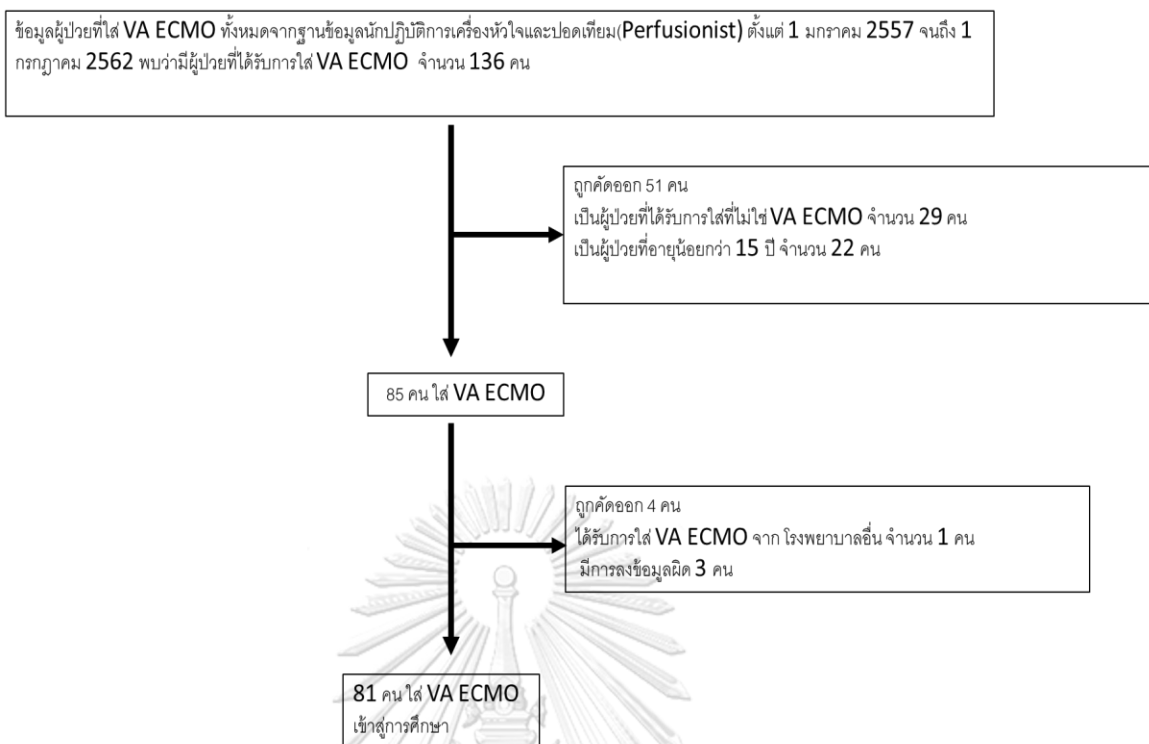 ข้อมูลผู้ป่วยที่ใส่ VA ECMO ทั้งหมดจากฐานข้อมูลนักปฏิบัติการเครื่องหัวใจและปอดเทียม(Perfusionist) ตั้งแต่ 1 มกราคม 2557 จนถึง 1
กรกฎาคม 2562 พบว่ามีผู้ป่วยที่ได้รับการใส่ VA ECMO จำนวน 136 คน
ถูกคัดออก 51 คน
เป็นผู้ป่วยที่ได้รับการใส่ที่ไม่ใช่ VA ECMO จำนวน 29 คน
เป็นผู้ป่วยที่อายุน้อยกว่า 15 ปี จำนวน 22 คน
85 คน ใส่ VA ECMO
ถูกคัดออก 4 คน
ได้รับการใส่ VA ECMO จาก โรงพยาบาลอื่น จำนวน 1 คน
มีการลงข้อมูลผิด 3 คน
81 คน ใส่ VA ECMO
เข้าสู่การศึกษา